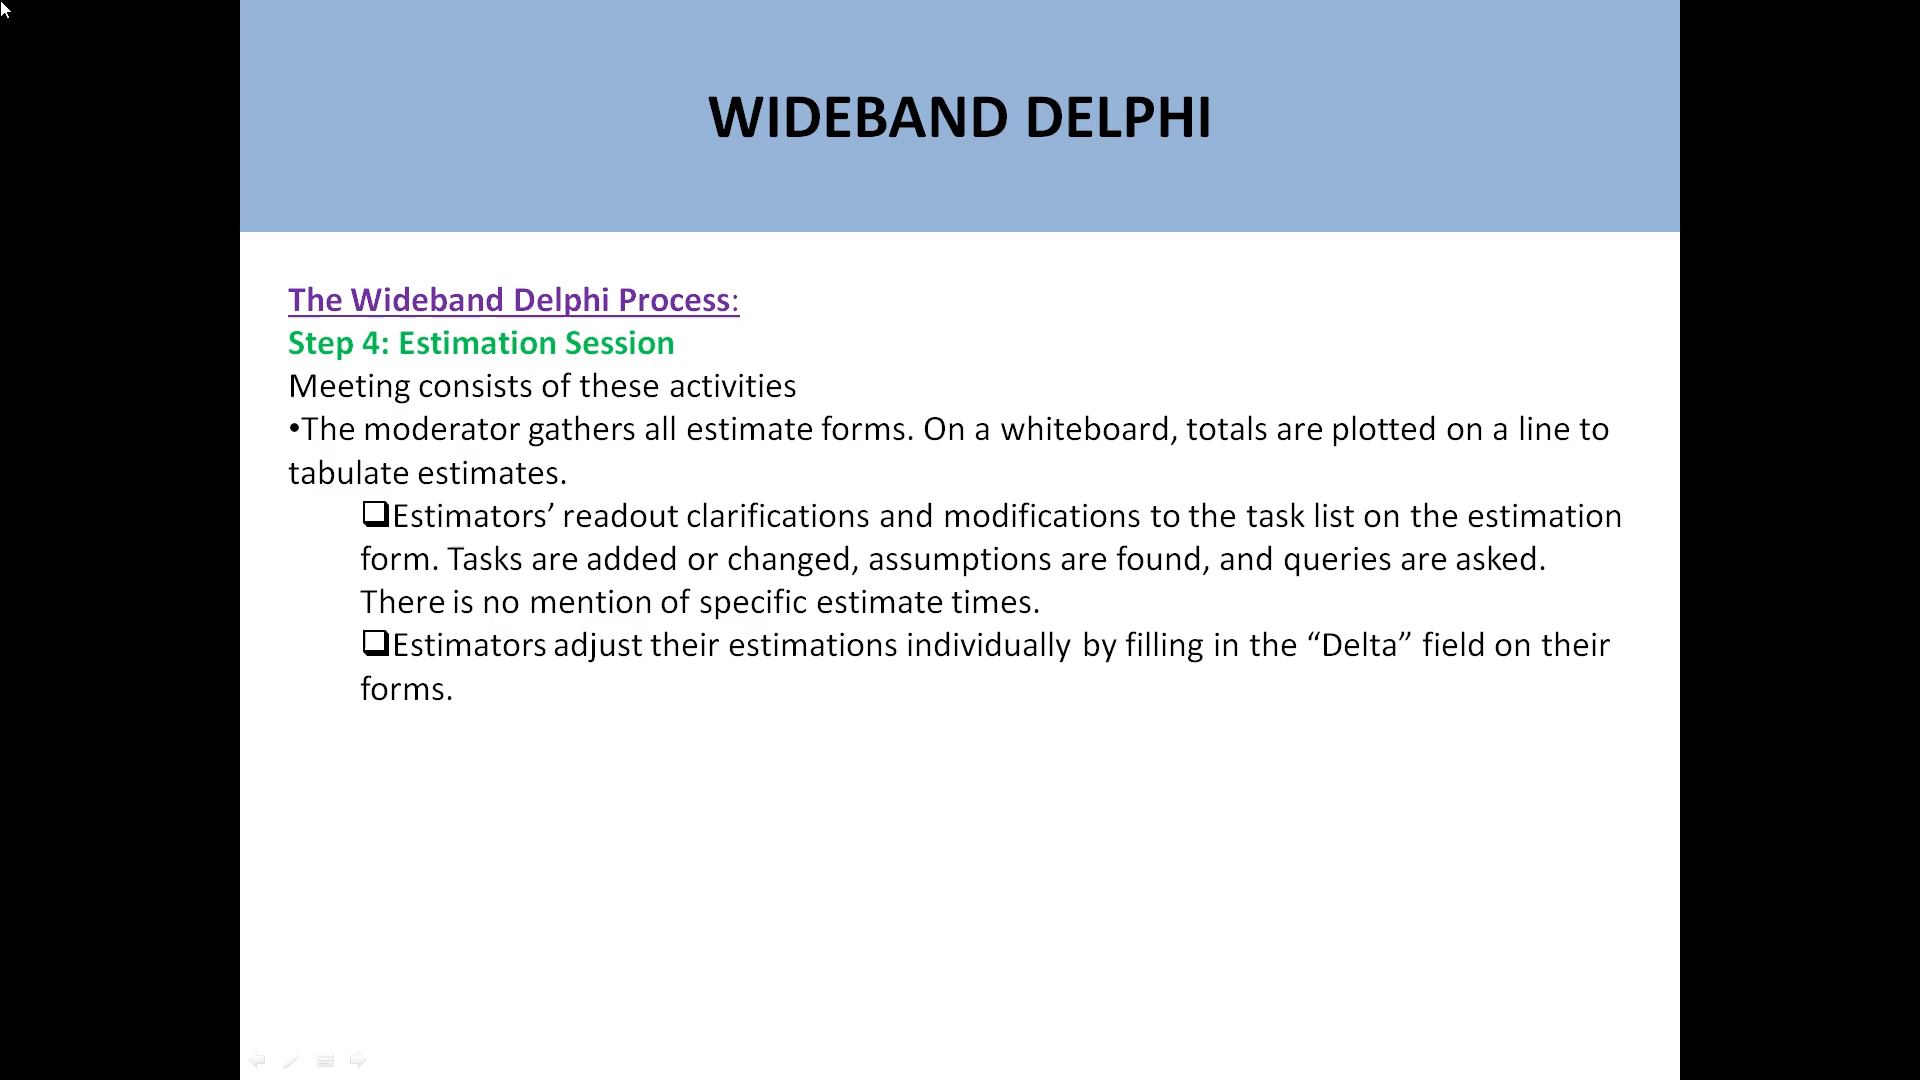 WIDEBAND DELPHI
The Wideband Delphi Process:
Step 4: Estimation Session
Meeting consists of these activities
•The moderator gathers all estimate forms. On a whiteboard, totals are plotted on a line to
tabulate estimates.
❑Estimators’ readout clarifications and modifications to the task list on the estimation
form. Tasks are added or changed, assumptions are found, and queries are asked.
There is no mention of specific estimate times.
❑Estimators adjust their estimations individually by filling in the “Delta” field on their
forms.